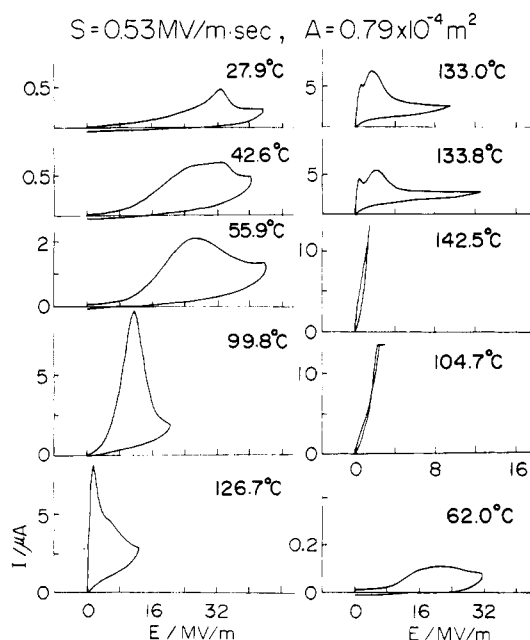 S=0.53MV/m·sec, A=0.79x10⁻⁴m²
27.9°C
0.5
42.6°C
0.5
55.9°C
2
0
99.8°C
5
0
126.7°C
5
0
I/μA
0 16 32
E/MV/m
133.0°C
5
133.8°C
5
0
142.5°C
10
0
104.7°C
10
0
0 8 16
62.0°C
0.2
0
0 16 32
E/MV/m